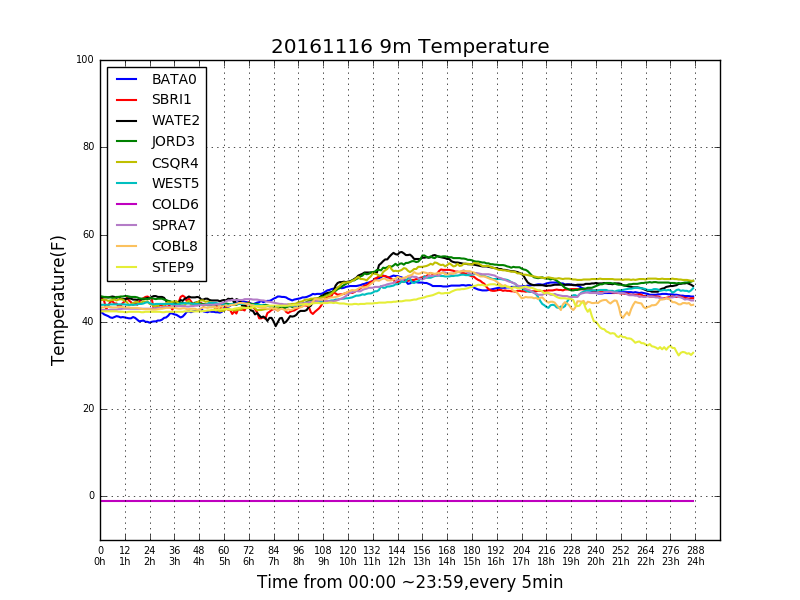 20161116 9m Temperature
100
80
60
40
20
0
Temperature(F)
BATA0
SBRI1
WATE2
JORD3
CSQR4
WEST5
COLD6
SPRA7
COBL8
STEP9
0 12 24 36 48 60 72 84 96 108 120 132 144 156 168 180 192 204 216 228 240 252 264 276 288
0h 1h 2h 3h 4h 5h 6h 7h 8h 9h 10h 11h 12h 13h 14h 15h 16h 17h 18h 19h 20h 21h 22h 23h 24h
Time from 00:00 ~23:59,every 5min